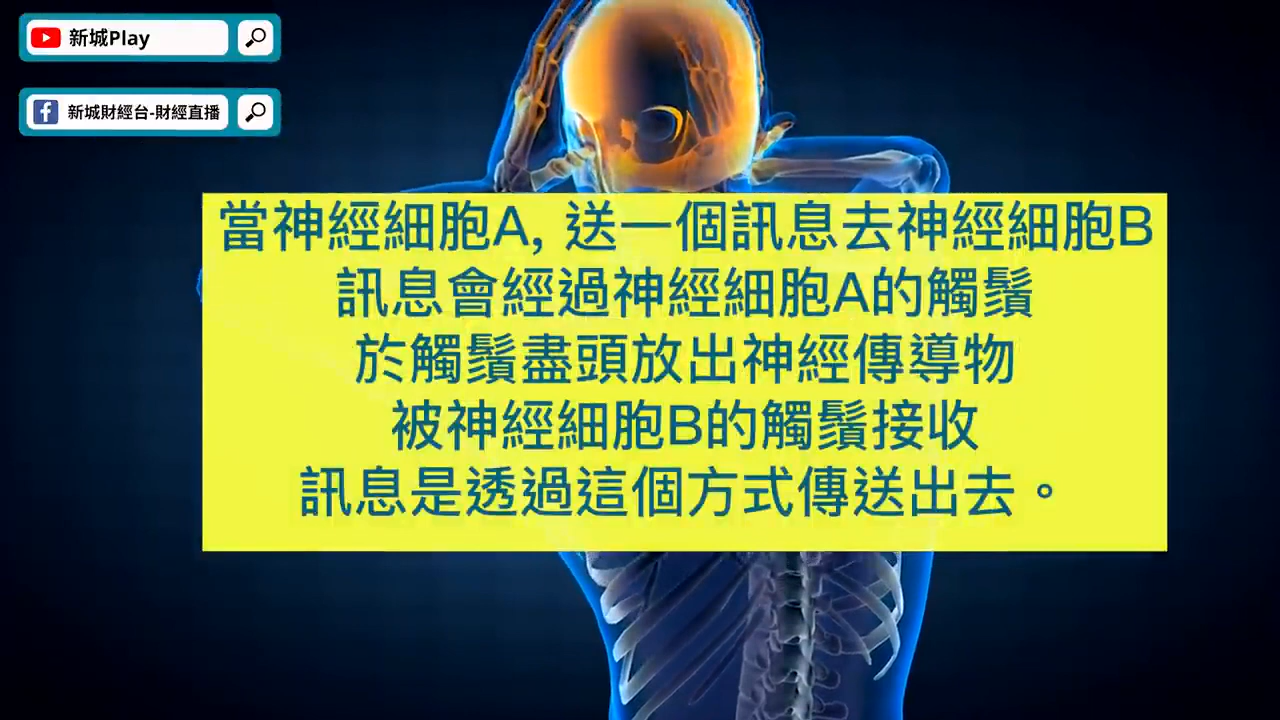 新城Play
新城財經台-財經直播
當神經細胞A, 送一個訊息去神經細胞B
訊息會經過神經細胞A的觸鬚
於觸鬚盡頭放出神經傳導物
被神經細胞B的觸鬚接收
訊息是透過這個方式傳送出去。